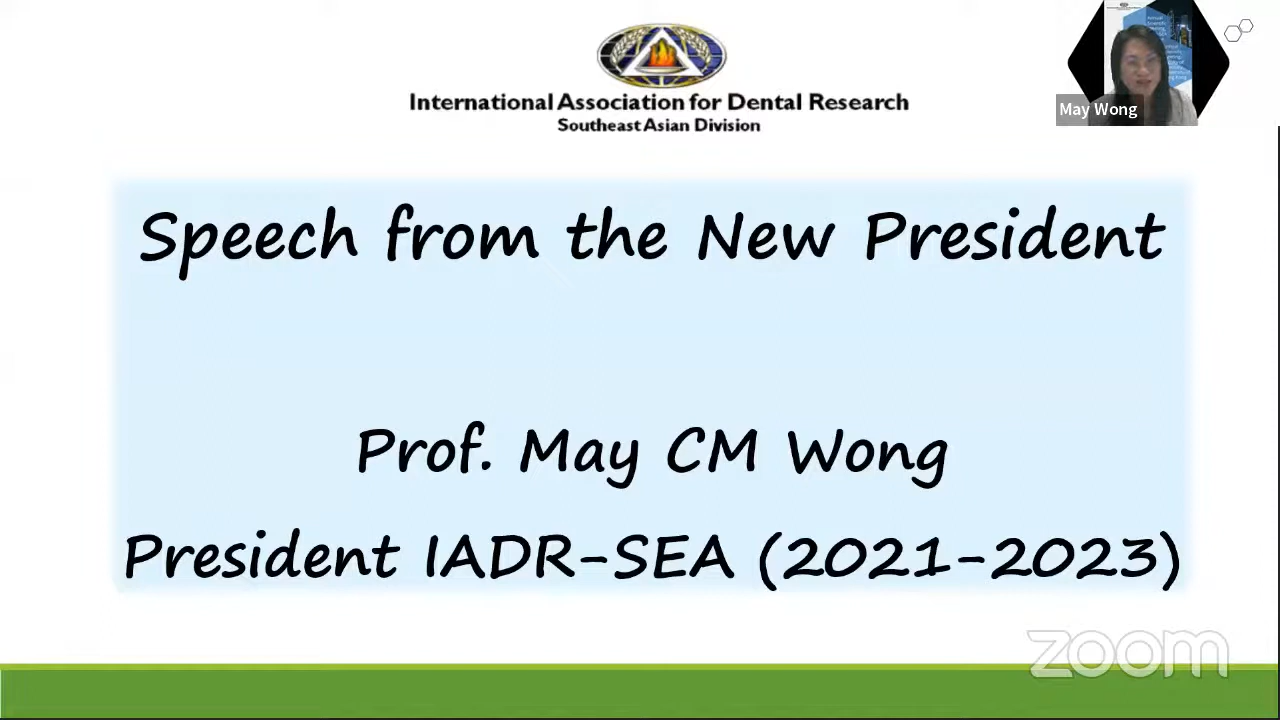 International Association for Dental Research
Southeast Asian Division
May Wong
Speech from the New President
Prof. May CM Wong
President IADR-SEA (2021-2023)
zoom